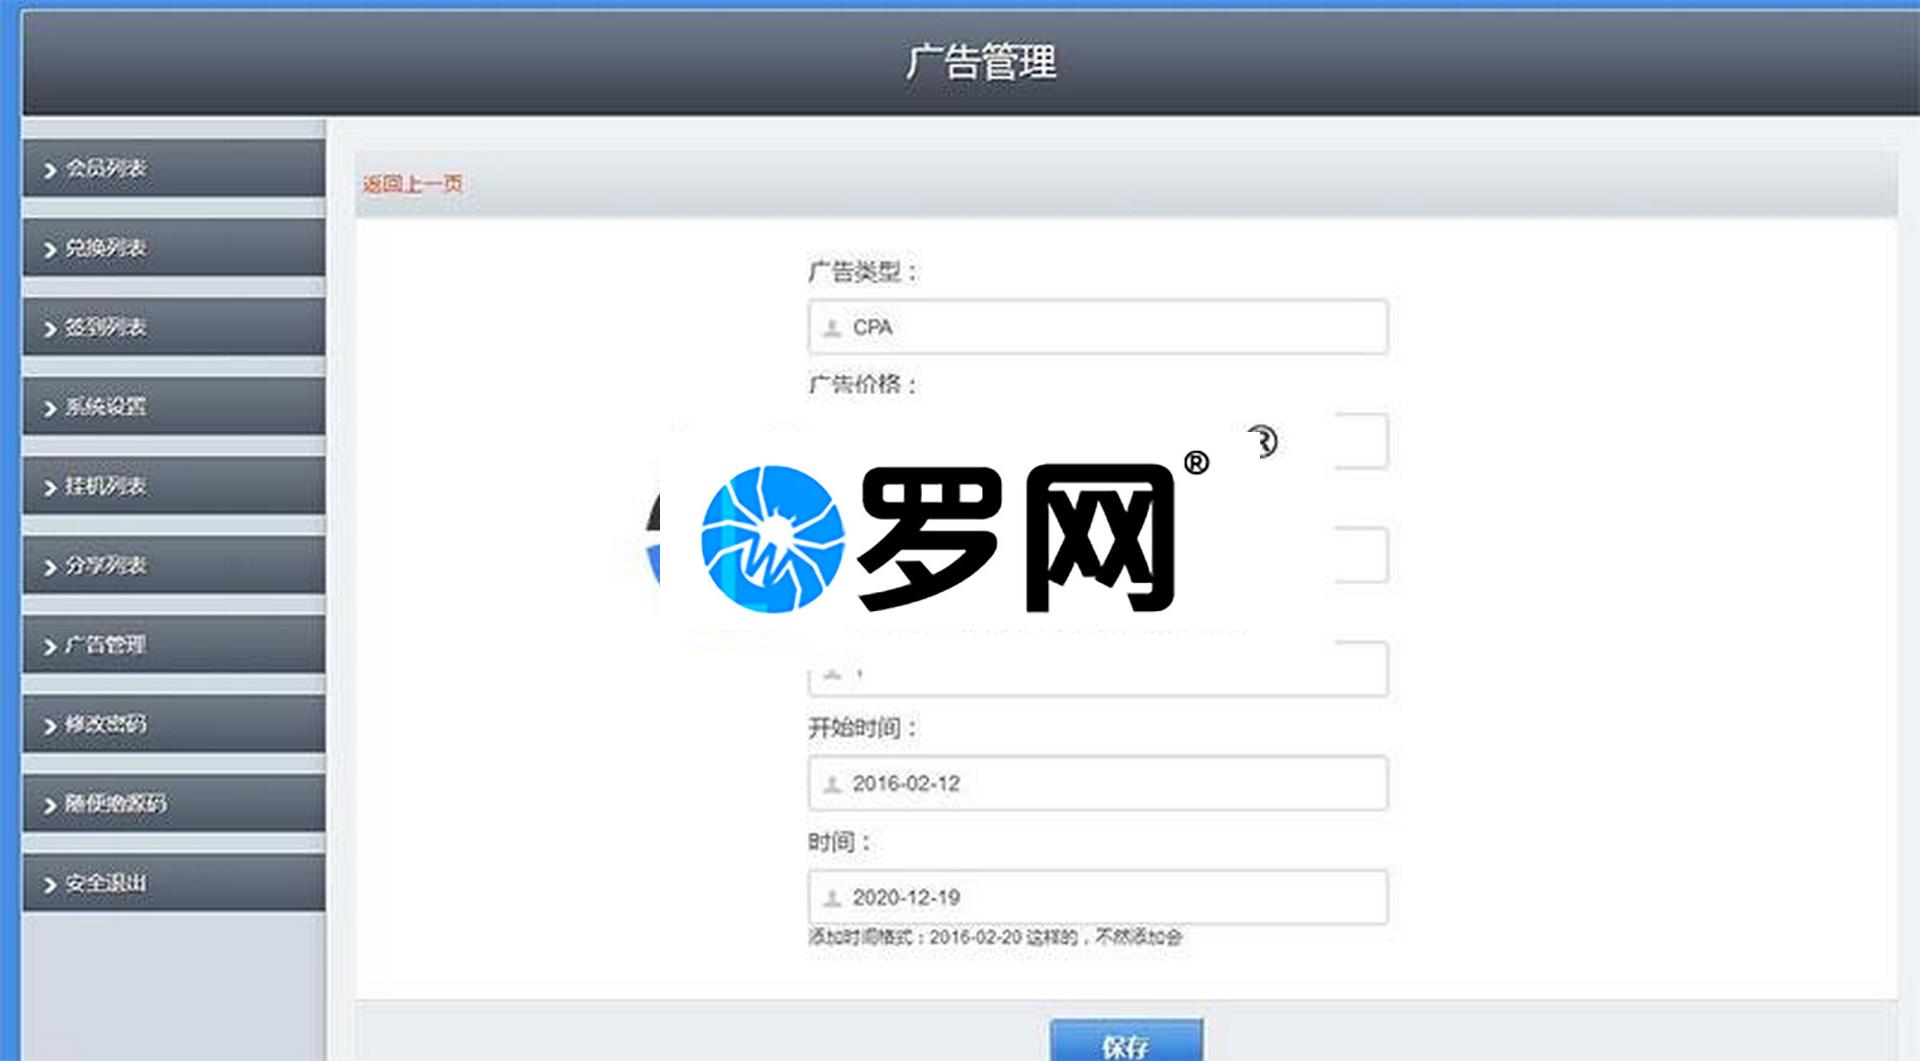 广告管理
会员列表
兑换列表
签到列表
系统设置
挂机列表
分享列表
广告管理
修改密码
随便撸源码
安全退出
返回上一页
广告类型：
CPA
广告价格：
®
罗网®
开始时间：
2016-02-12
时间：
2020-12-19
添加时间格式：2016-02-20 这样的，不然添加会
保存